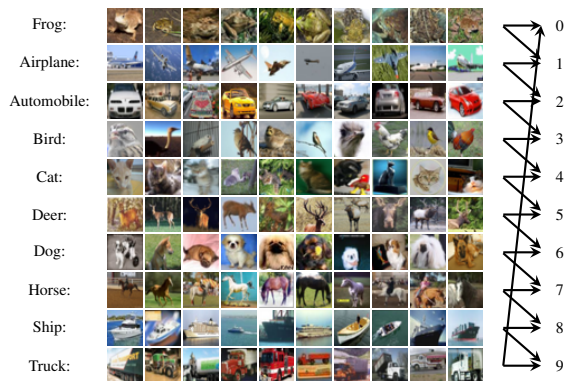 Frog: 0
Airplane: 1
Automobile: 2
Bird: 3
Cat: 4
Deer: 5
Dog: 6
Horse: 7
Ship: 8
Truck: 9